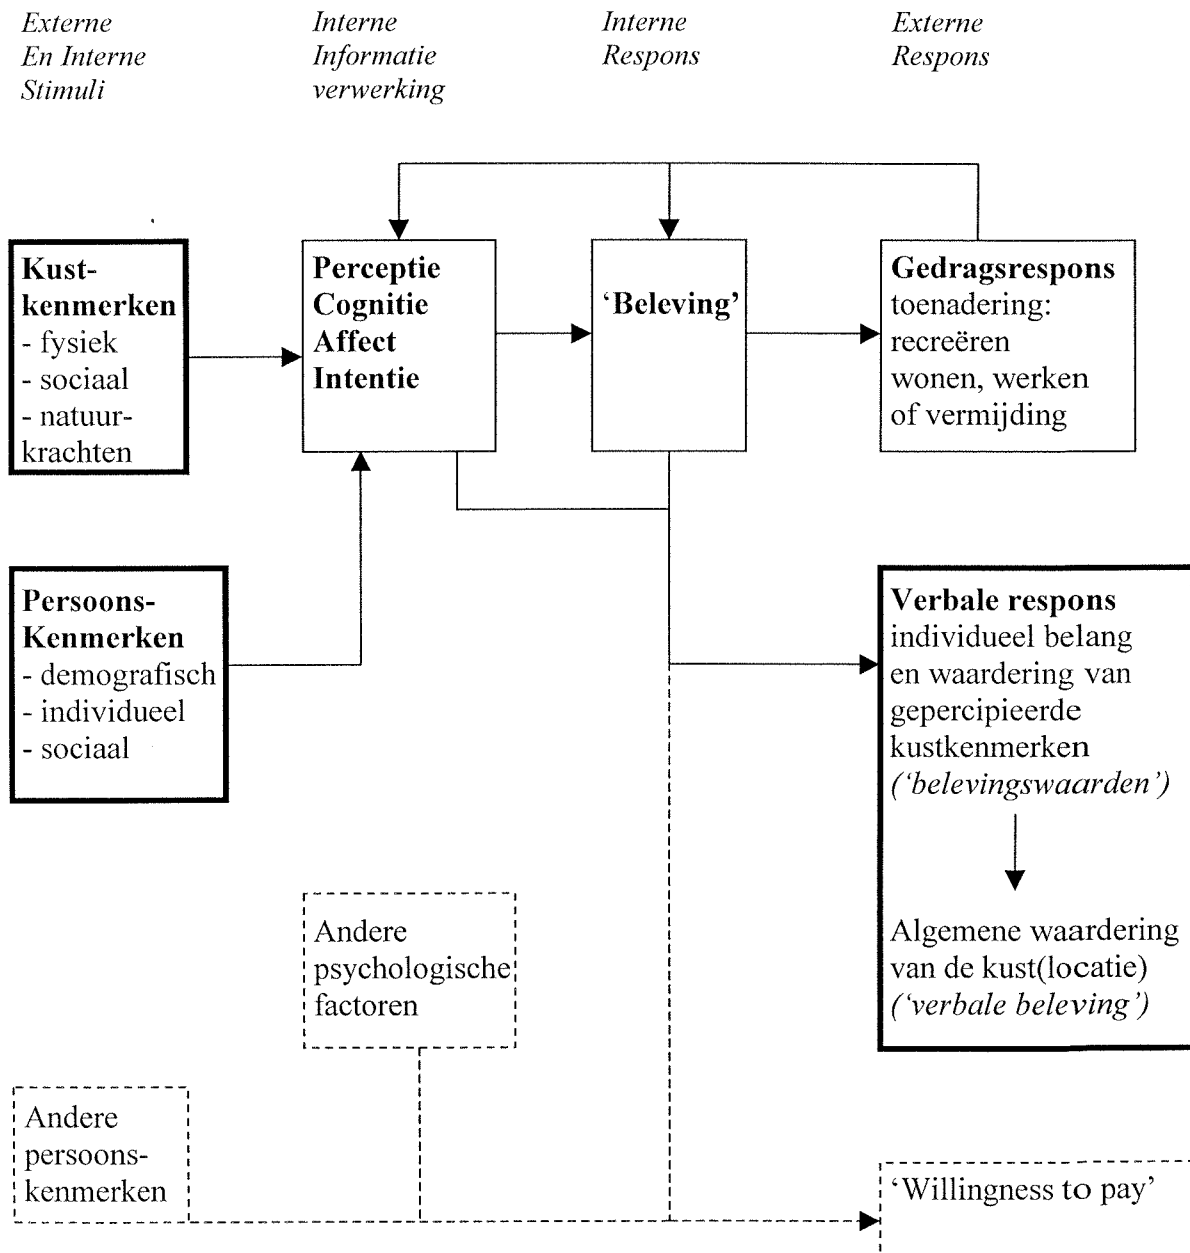 Externe
En Interne
Stimuli
Interne
Informatie
verwerking
Interne
Respons
Externe
Respons
Kust-
kenmerken
- fysiek
- sociaal
- natuur-
krachten
Perceptie
Cognitie
Affect
Intentie
‘Beleving’
Gedragsrespons
toenadering:
recreëren
wonen, werken
of vermijding
Persoons-
Kenmerken
- demografisch
- individueel
- sociaal
Verbale respons
individueel belang
en waardering van
gepercipieerde
kustkenmerken
(‘belevingswaarden’)
Algemene waardering
van de kust(locatie)
(‘verbale beleving’)
Andere
psychologische
factoren
Andere
persoons-
kenmerken
‘Willingness to pay’